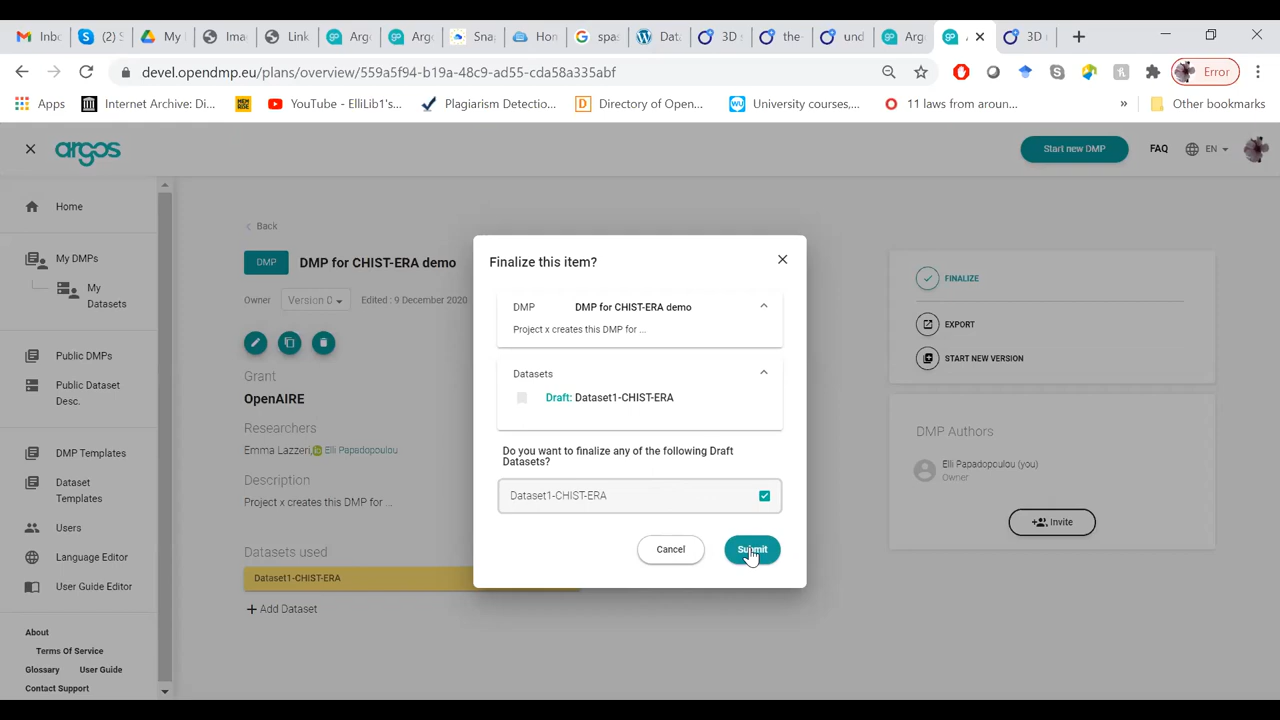 Inb
(2) S
My
Ima
Link
Argo
Argo
Snap
Hon
spas
Data
3D s
the-
und
Arg
3D r
devel.opendmp.eu/plans/overview/559a5f94-b19a-48c9-ad55-cda58a335abf
Error
Apps
Internet Archive: Di...
YouTube - ElliLib1's...
Plagiarism Detectio...
Directory of Open...
University courses,...
11 laws from aroun...
»
Other bookmarks
argos
Start new DMP
FAQ
EN
Home
My DMPs
My
Datasets
Public DMPs
Public Dataset
Desc.
DMP Templates
Dataset
Templates
Users
Language Editor
User Guide Editor
About
Terms Of Service
Glossary User Guide
Contact Support
Back
DMP DMP for CHIST-ERA demo
Owner Version 0 Edited : 9 December 2020
Grant
OpenAIRE
Researchers
Emma Lazzeri, iD Elli Papadopoulou
Description
Project x creates this DMP for ...
Datasets used
Dataset1-CHIST-ERA
+ Add Dataset
Finalize this item?
DMP DMP for CHIST-ERA demo
Project x creates this DMP for ...
Datasets
Draft: Dataset1-CHIST-ERA
Do you want to finalize any of the following Draft
Datasets?
Dataset1-CHIST-ERA
Cancel
Submit
FINALIZE
EXPORT
START NEW VERSION
DMP Authors
Elli Papadopoulou (you)
Owner
Invite